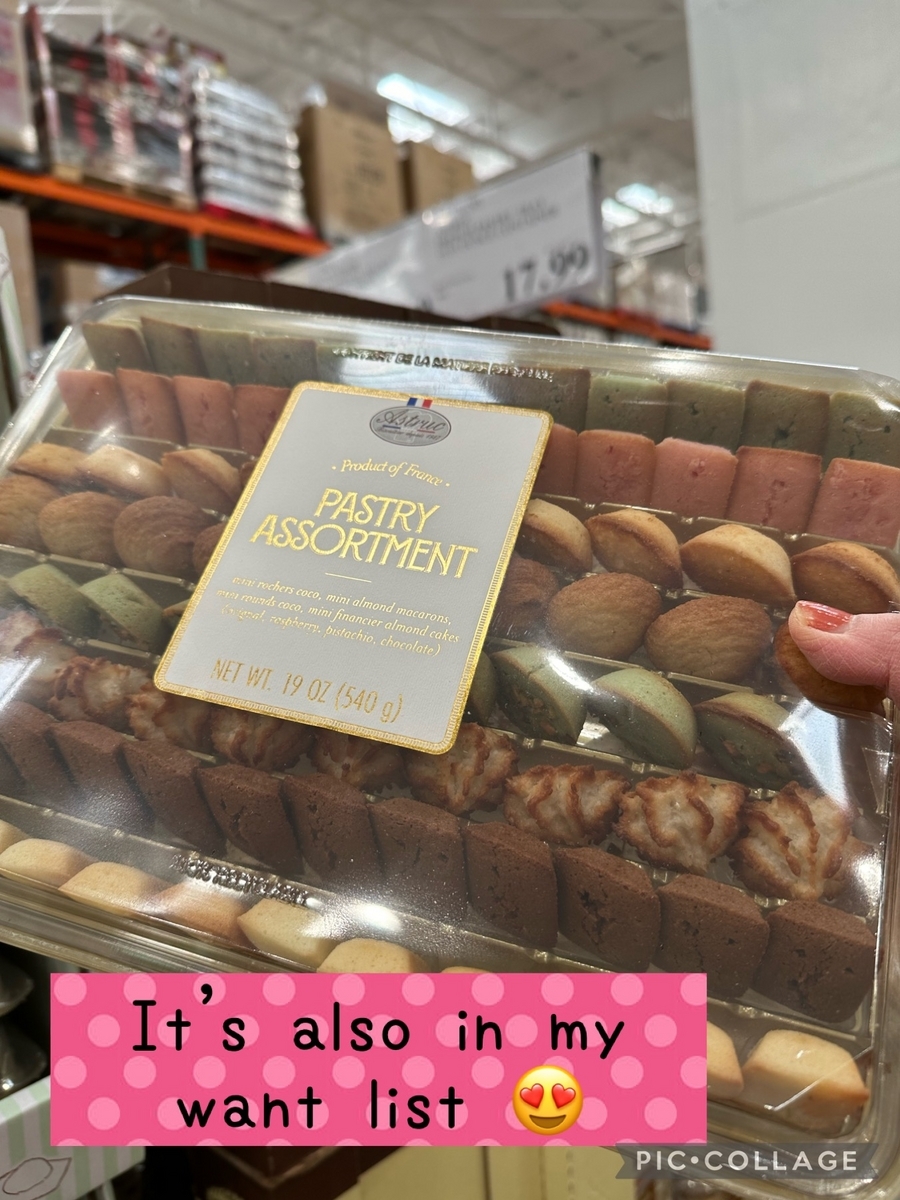 17.99
Astruc
· Product of France ·
PASTRY
ASSORTMENT
mini rochers coco, mini almond macarons,
mini rounds coco, mini financier almond cakes
(original, raspberry, pistachio, chocolate)
NET WT. 19 OZ (540 g)
It's also in my
want list 😍
PIC•COLLAGE